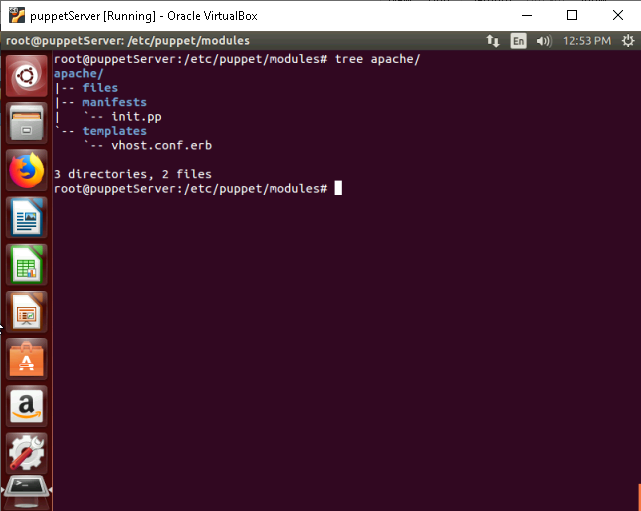 puppetServer [Running] - Oracle VirtualBox
root@puppetServer: /etc/puppet/modules En 12:53 PM
root@puppetServer:/etc/puppet/modules# tree apache/
apache/
|-- files
|-- manifests
|   `-- init.pp
`-- templates
    `-- vhost.conf.erb
3 directories, 2 files
root@puppetServer:/etc/puppet/modules#